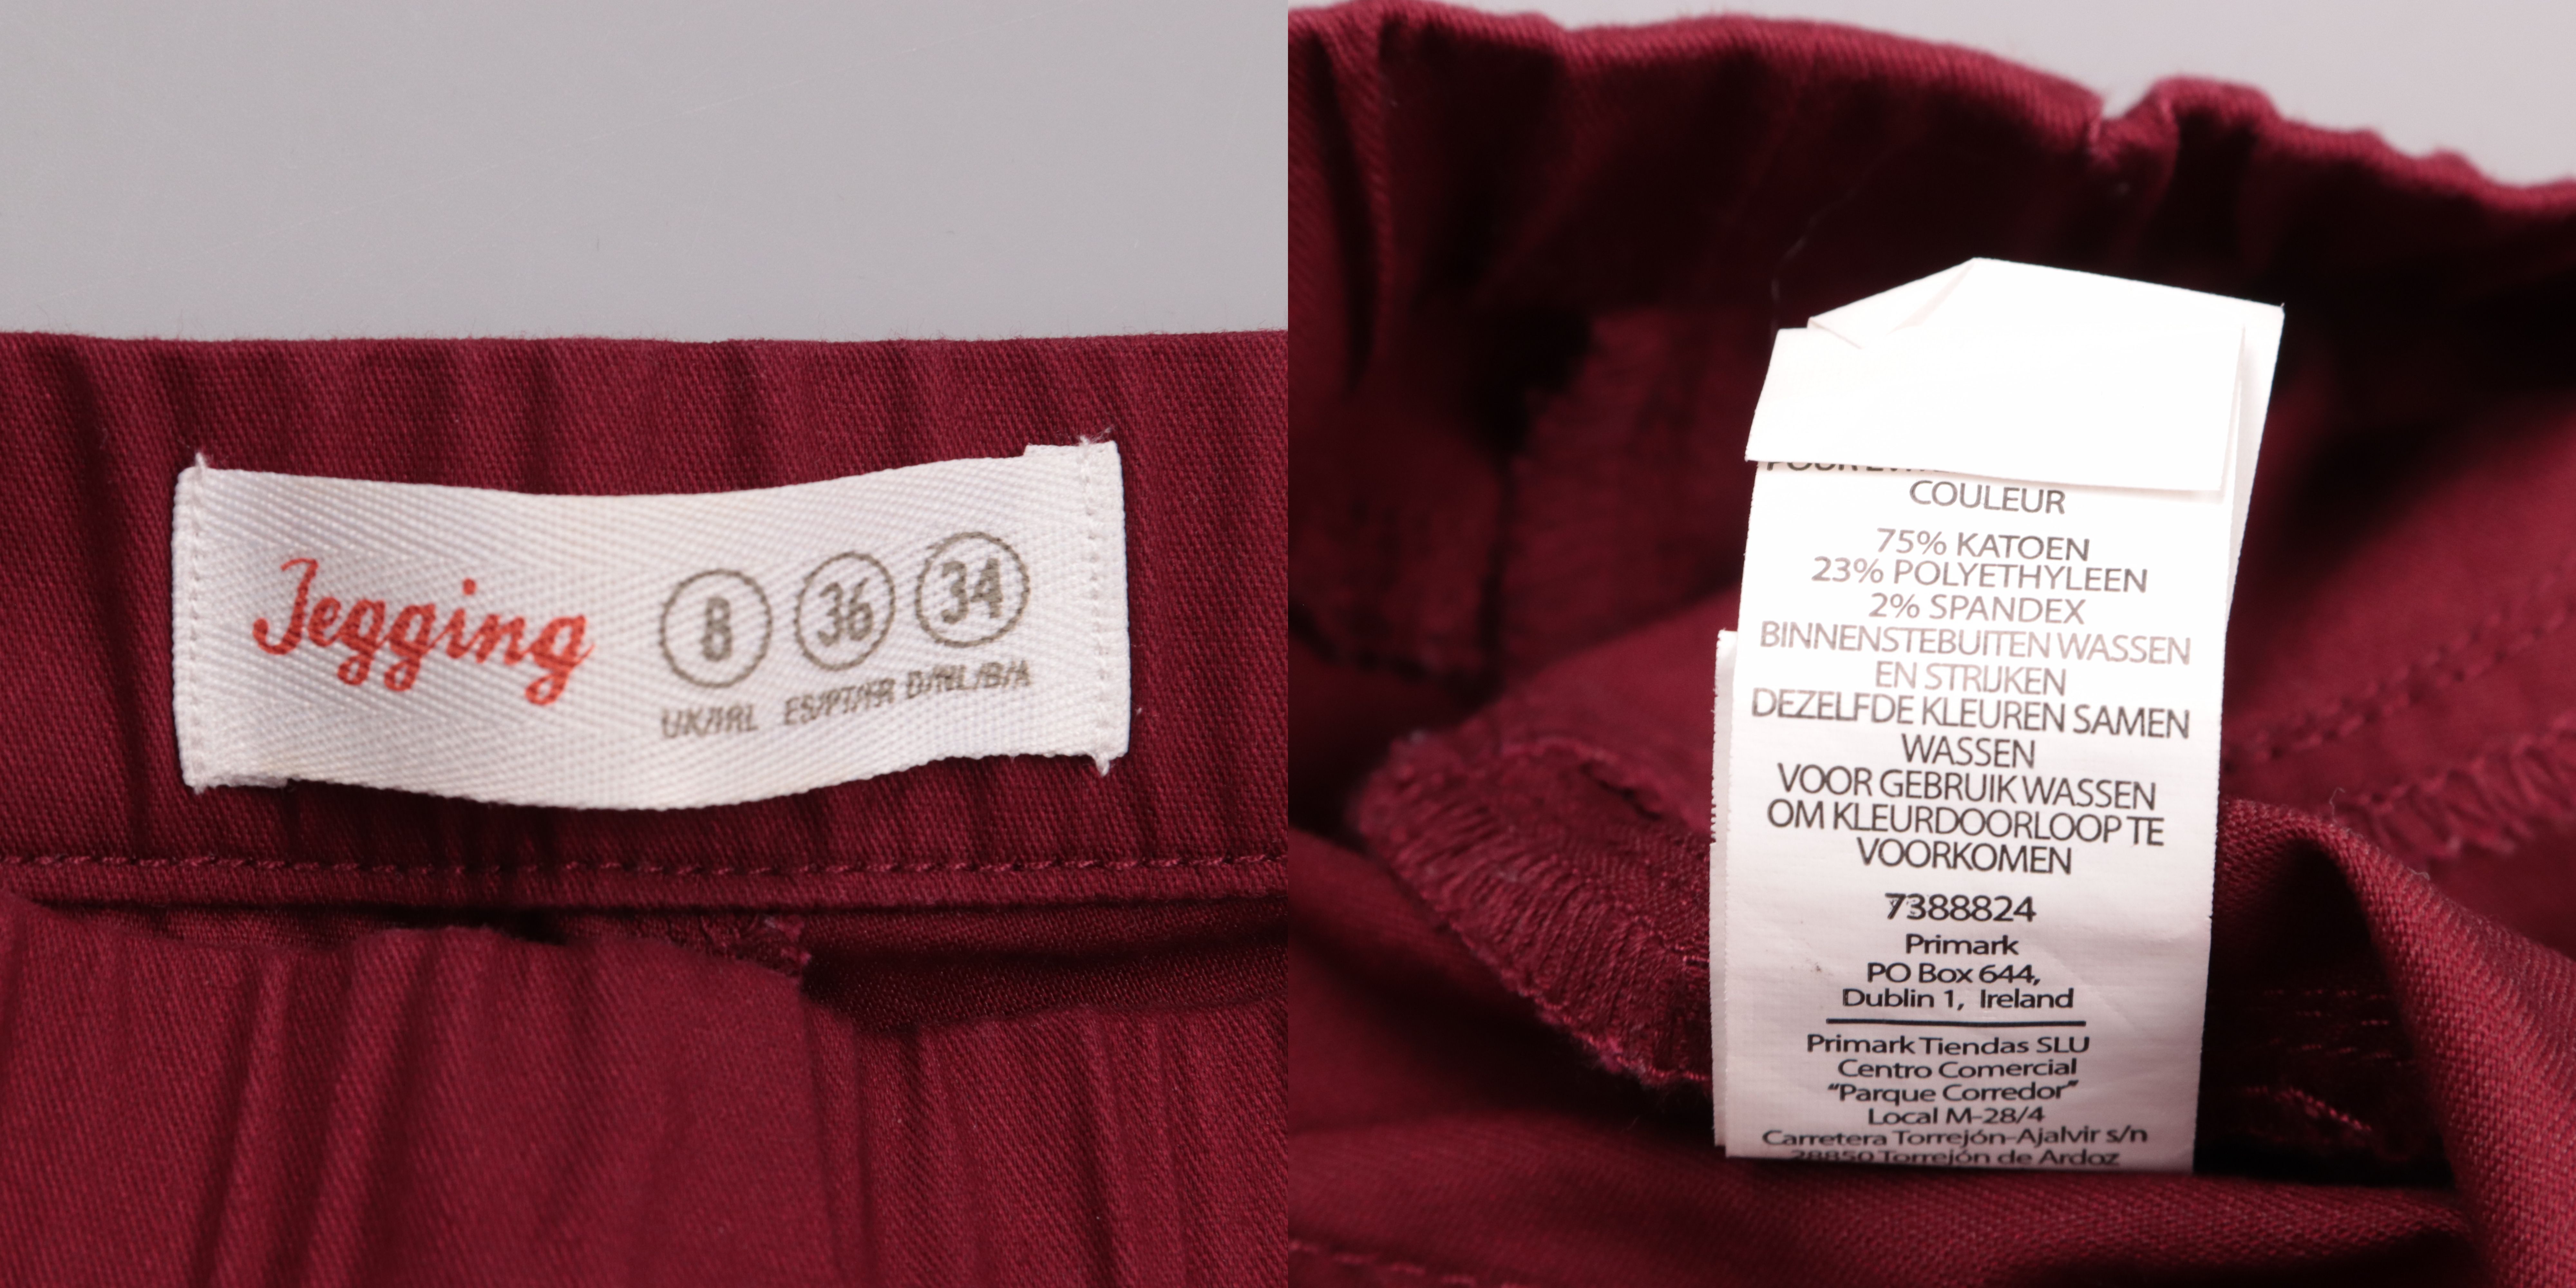 Jegging
8 36 34
UK/IRL ES/PT/FR D/NL/B/A
COULEUR
75% KATOEN
23% POLYETHYLEEN
2% SPANDEX
BINNENSTEBUITEN WASSEN
EN STRIJKEN
DEZELFDE KLEUREN SAMEN
WASSEN
VOOR GEBRUIK WASSEN
OM KLEURDOORLOOP TE
VOORKOMEN
7388824
Primark
PO Box 644,
Dublin 1, Ireland
Primark Tiendas SLU
Centro Comercial
“Parque Corredor”
Local M-28/4
Carretera Torrejón-Ajalvir s/n
28850 Torrejón de Ardoz